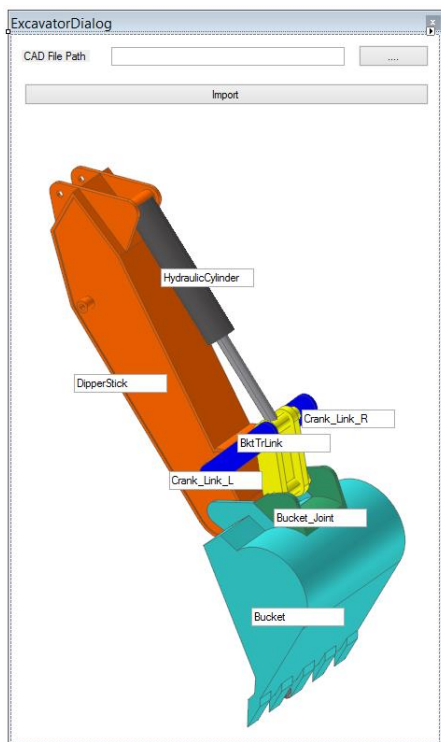 ExcavatorDialog
x
CAD File Path
....
Import
HydraulicCylinder
DipperStick
Crank_Link_R
BktTrLink
Crank_Link_L
Bucket_Joint
Bucket